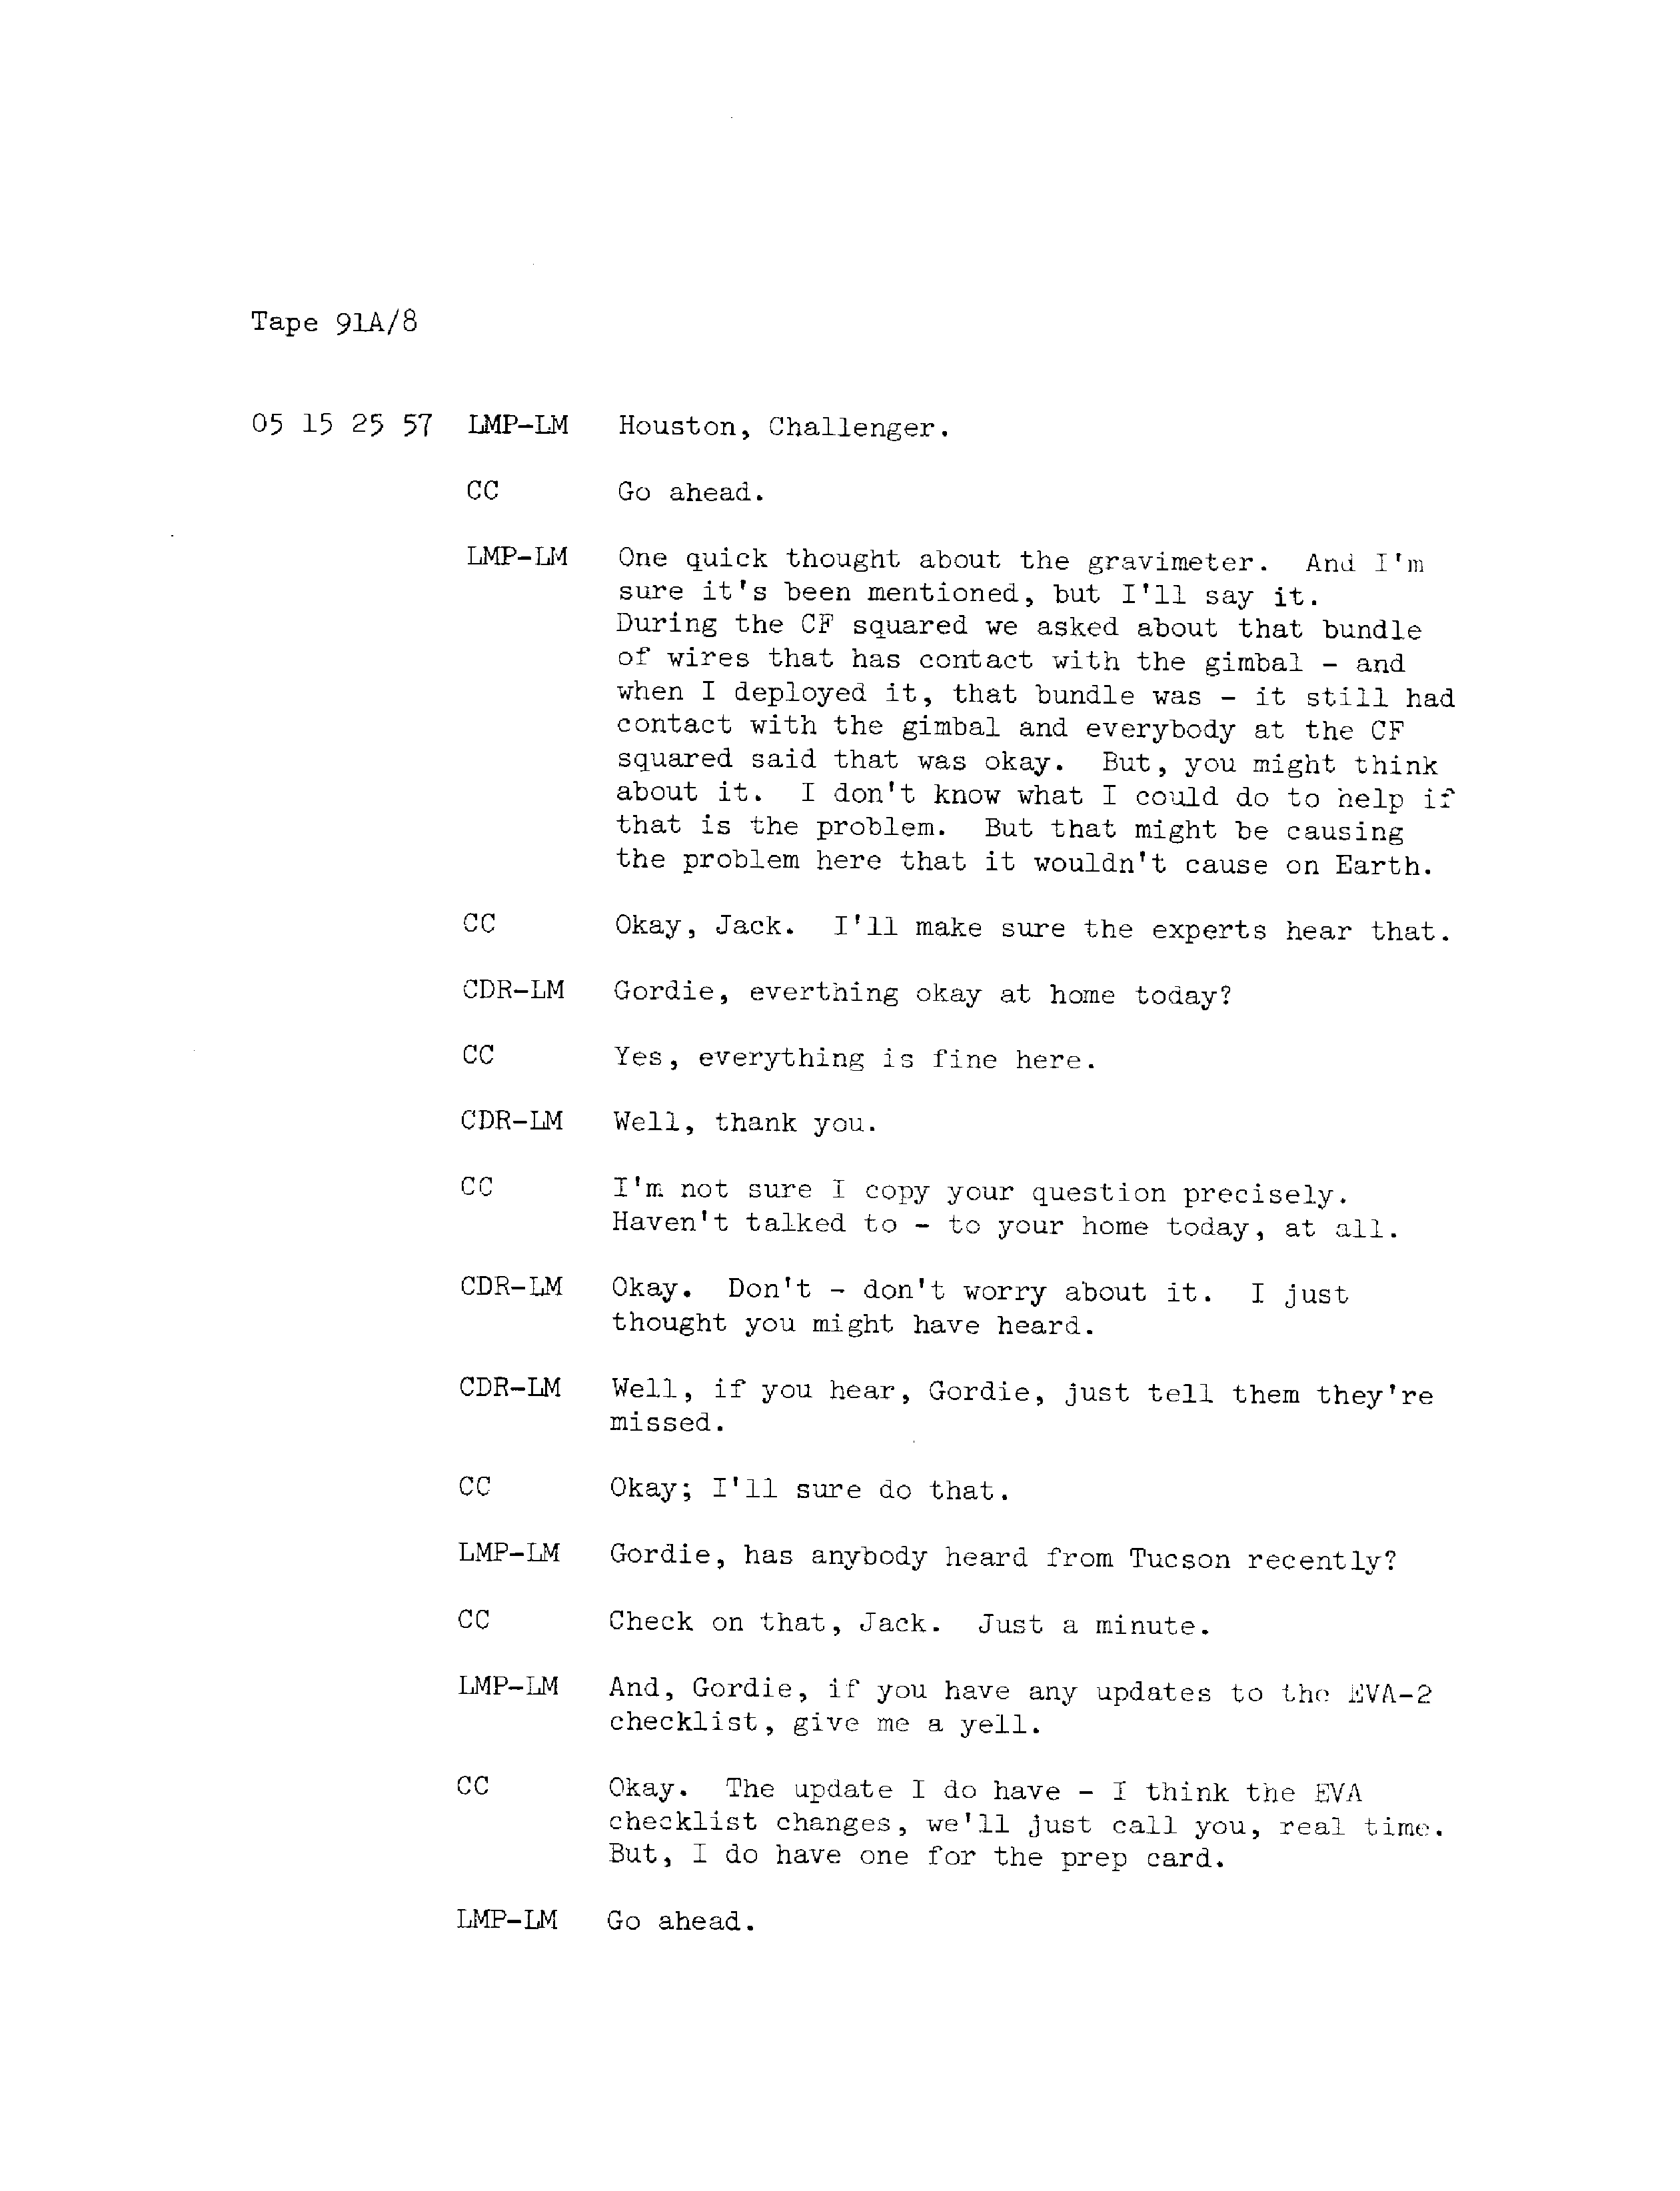 Tape 91A/8
05 15 25 57 LMP-LM Houston, Challenger.
CC Go ahead.
LMP-LM One quick thought about the gravimeter. And I'm
sure it's been mentioned, but I'll say it.
During the CF squared we asked about that bundle
of wires that has contact with the gimbal - and
when I deployed it, that bundle was - it still had
contact with the gimbal and everybody at the CF
squared said that was okay. But, you might think
about it. I don't know what I could do to help if
that is the problem. But that might be causing
the problem here that it wouldn't cause on Earth.
CC Okay, Jack. I'll make sure the experts hear that.
CDR-LM Gordie, everthing okay at home today?
CC Yes, everything is fine here.
CDR-LM Well, thank you.
CC I'm not sure I copy your question precisely.
Haven't talked to - to your home today, at all.
CDR-LM Okay. Don't - don't worry about it. I just
thought you might have heard.
CDR-LM Well, if you hear, Gordie, just tell them they're
missed.
CC Okay; I'll sure do that.
LMP-LM Gordie, has anybody heard from Tucson recently?
CC Check on that, Jack. Just a minute.
LMP-LM And, Gordie, if you have any updates to the EVA-2
checklist, give me a yell.
CC Okay. The update I do have - I think the EVA
checklist changes, we'll just call you, real time.
But, I do have one for the prep card.
LMP-LM Go ahead.